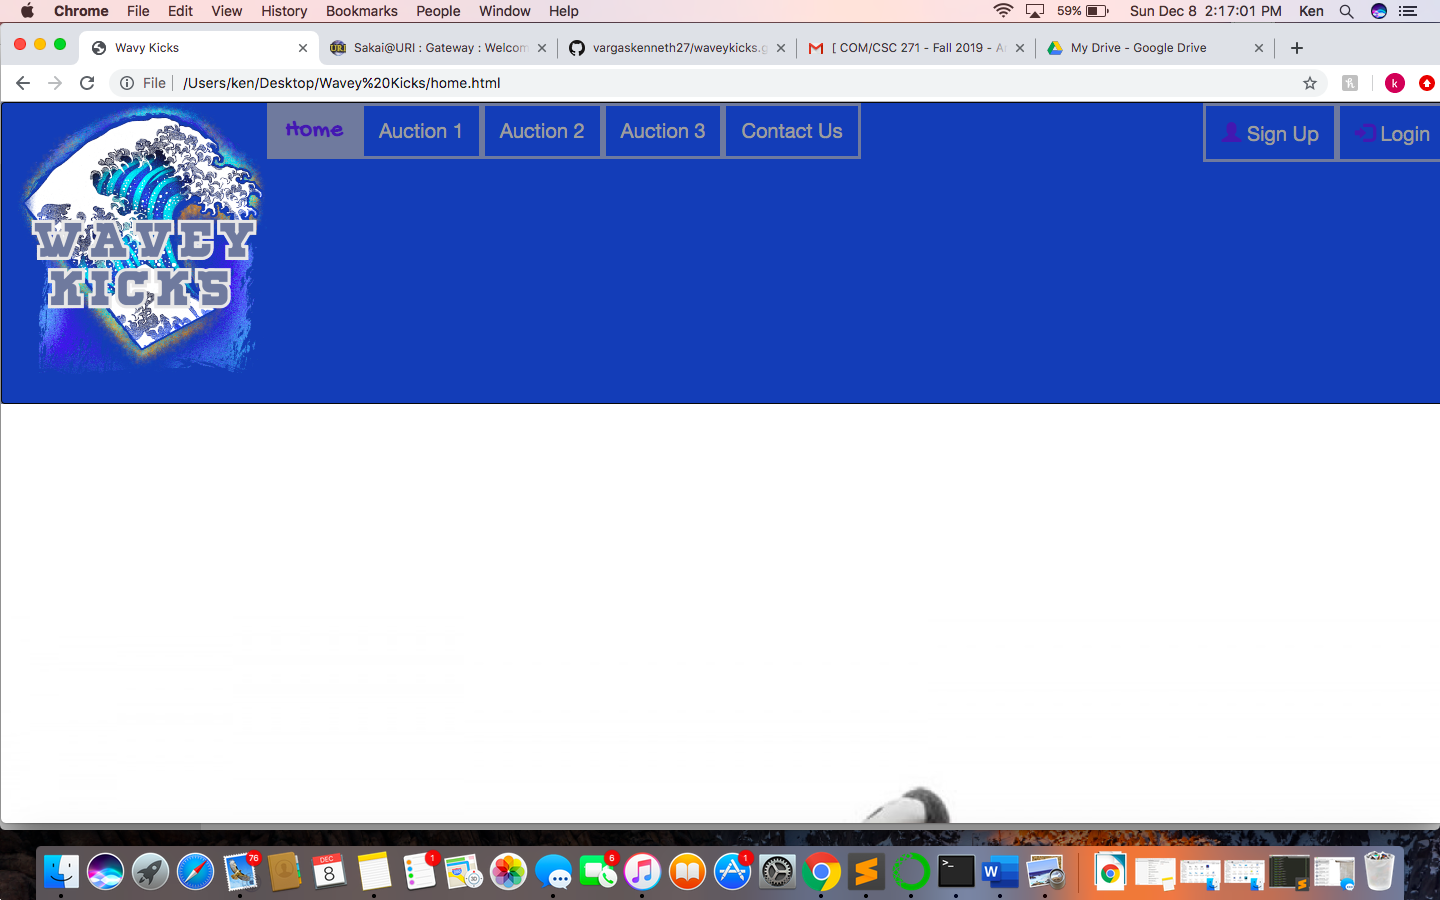 Chrome File Edit View History Bookmarks People Window Help 59% Sun Dec 8 2:17:01 PM Ken
Wavy Kicks Sakai@URI : Gateway : Welcom vargaskenneth27/waveykicks.g [ COM/CSC 271 - Fall 2019 - A My Drive - Google Drive
File /Users/ken/Desktop/Wavey%20Kicks/home.html k
Home Auction 1 Auction 2 Auction 3 Contact Us Sign Up Login
WAVEY
KICKS
76 DEC 8 1 6 1